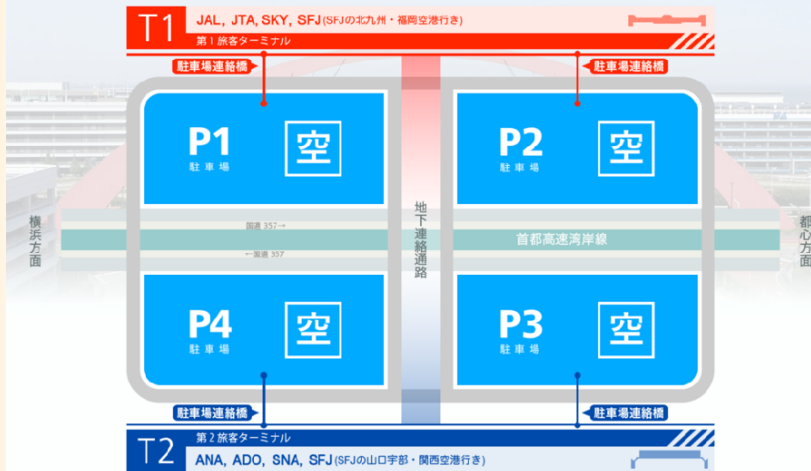 T1
JAL, JTA, SKY, SFJ(SFJの北九州・福岡空港行き)
第1旅客ターミナル
駐車場連絡橋
駐車場連絡橋
P1
駐車場
空
P2
駐車場
空
横浜方面
国道 357→
←国道 357
地下連絡通路
首都高速湾岸線
都心方面
P4
駐車場
空
P3
駐車場
空
駐車場連絡橋
駐車場連絡橋
T2
第2旅客ターミナル
ANA, ADO, SNA, SFJ(SFJの山口宇部・関西空港行き)